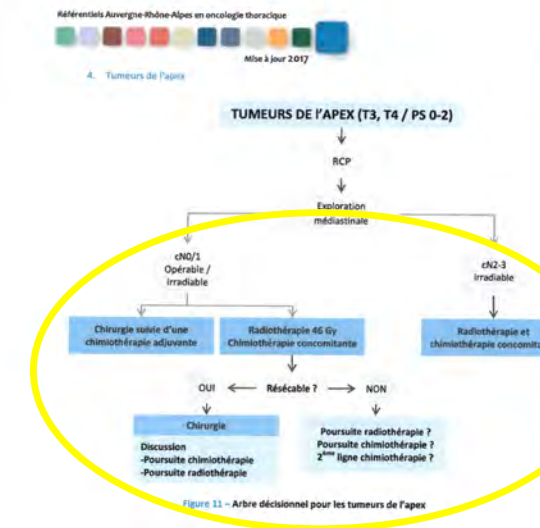 Référentiels Auvergne-Rhône-Alpes en oncologie thoracique
Mise à jour 2017
4. Tumeurs de l'apex
TUMEURS DE l'APEX (T3, T4 / PS 0-2)
RCP
Exploration
médiastinale
cN0/1
Opérable /
irradiable
cN2-3
irradiable
Chirurgie suivie d'une
chimiothérapie adjuvante
Radiothérapie 46 Gy
Chimiothérapie concomitante
Radiothérapie et
chimiothérapie concomita
OUI
Résécable ?
NON
Chirurgie
Discussion
-Poursuite chimiothérapie
-Poursuite radiothérapie
Poursuite radiothérapie ?
Poursuite chimiothérapie ?
2ème ligne chimiothérapie ?
Figure 11 – Arbre décisionnel pour les tumeurs de l'apex